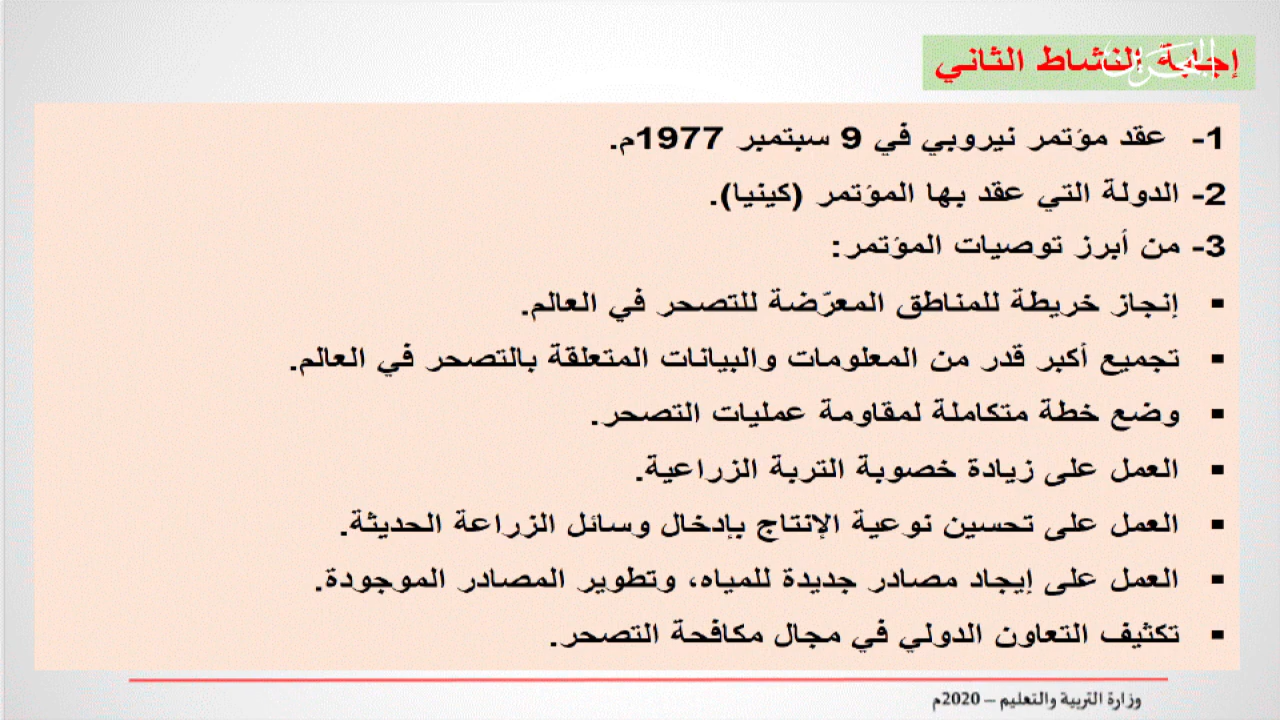 إجابة النشاط الثاني
البحرين
1- عقد مؤتمر نيروبي في 9 سبتمبر 1977م.
2- الدولة التي عقد بها المؤتمر (كينيا).
3- من أبرز توصيات المؤتمر:
▪ إنجاز خريطة للمناطق المعرّضة للتصحر في العالم.
▪ تجميع أكبر قدر من المعلومات والبيانات المتعلقة بالتصحر في العالم.
▪ وضع خطة متكاملة لمقاومة عمليات التصحر.
▪ العمل على زيادة خصوبة التربة الزراعية.
▪ العمل على تحسين نوعية الإنتاج بإدخال وسائل الزراعة الحديثة.
▪ العمل على إيجاد مصادر جديدة للمياه، وتطوير المصادر الموجودة.
▪ تكثيف التعاون الدولي في مجال مكافحة التصحر.
وزارة التربية والتعليم – 2020م